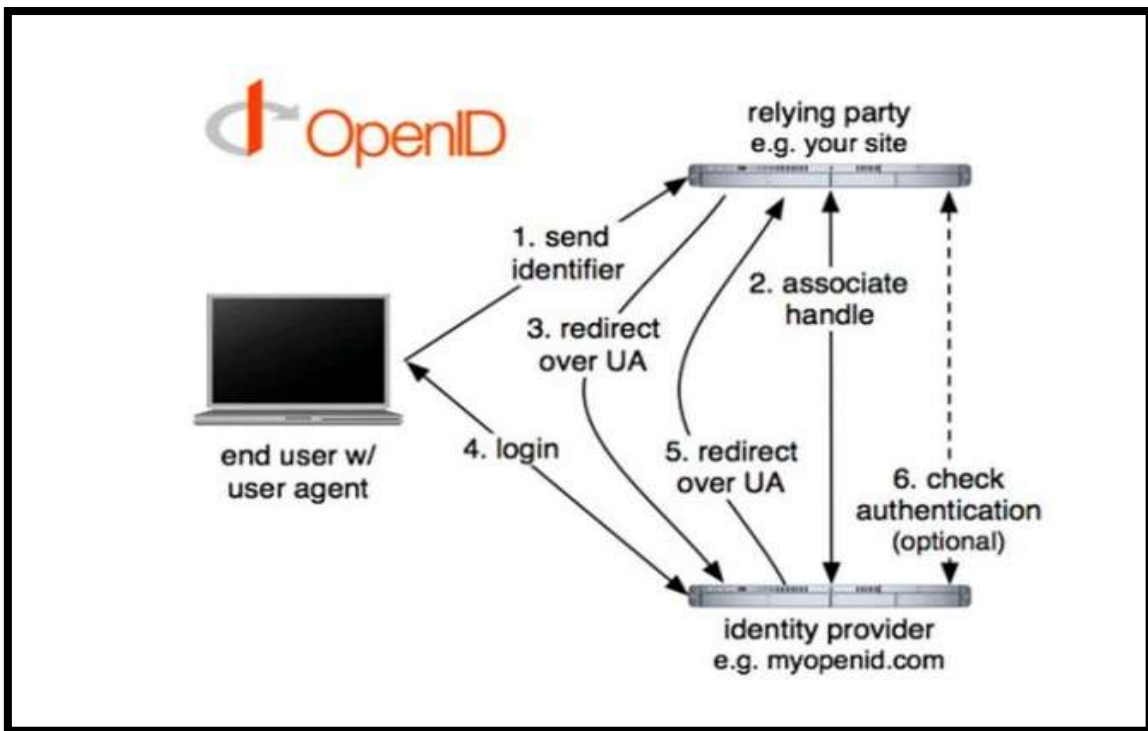 OpenID
relying party
e.g. your site
1. send
identifier
2. associate
handle
3. redirect
over UA
4. login
5. redirect
over UA
6. check
authentication
(optional)
end user w/
user agent
identity provider
e.g. myopenid.com